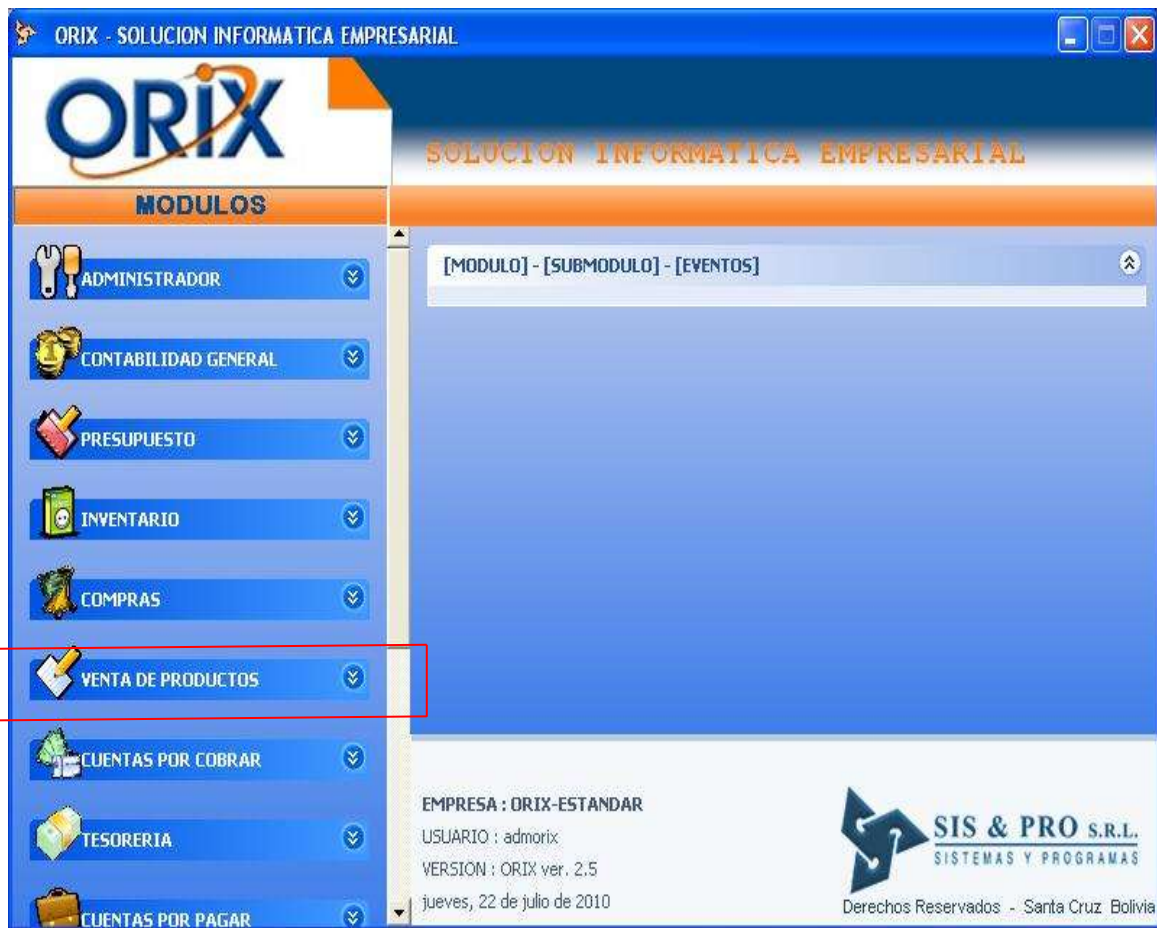 ORIX - SOLUCION INFORMATICA EMPRESARIAL
ORiX
SOLUCION INFORMATICA EMPRESARIAL
MODULOS
ADMINISTRADOR
CONTABILIDAD GENERAL
PRESUPUESTO
INVENTARIO
COMPRAS
VENTA DE PRODUCTOS
CUENTAS POR COBRAR
TESORERIA
CUENTAS POR PAGAR
[MODULO] - [SUBMODULO] - [EVENTOS]
EMPRESA : ORIX-ESTANDAR
USUARIO : admorix
VERSION : ORIX ver. 2.5
jueves, 22 de julio de 2010
SIS & PRO S.R.L.
SISTEMAS Y PROGRAMAS
Derechos Reservados - Santa Cruz Bolivia